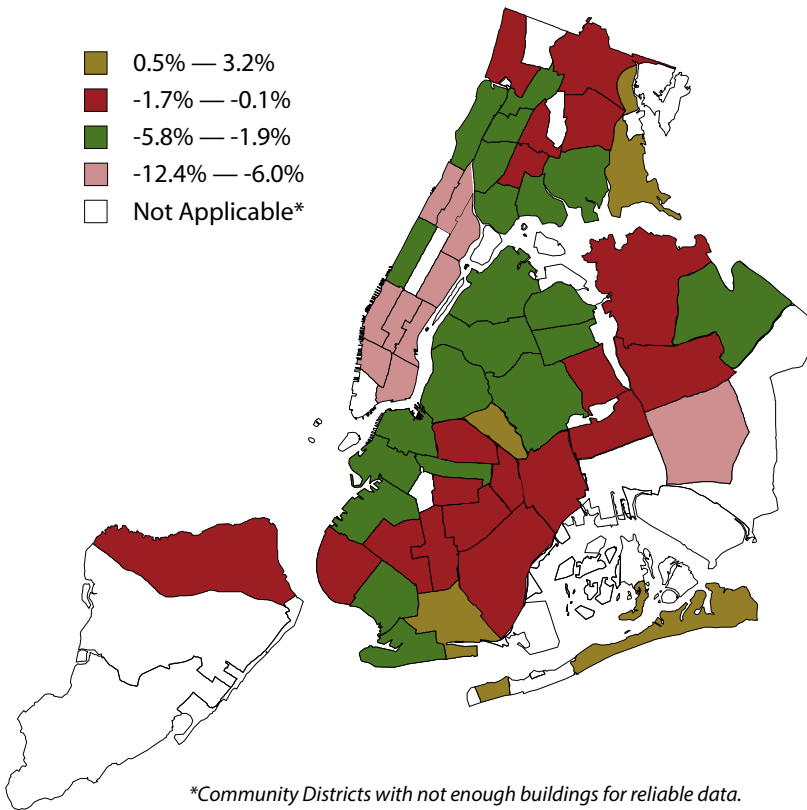 0.5% — 3.2%
-1.7% — -0.1%
-5.8% — -1.9%
-12.4% — -6.0%
Not Applicable*
*Community Districts with not enough buildings for reliable data.